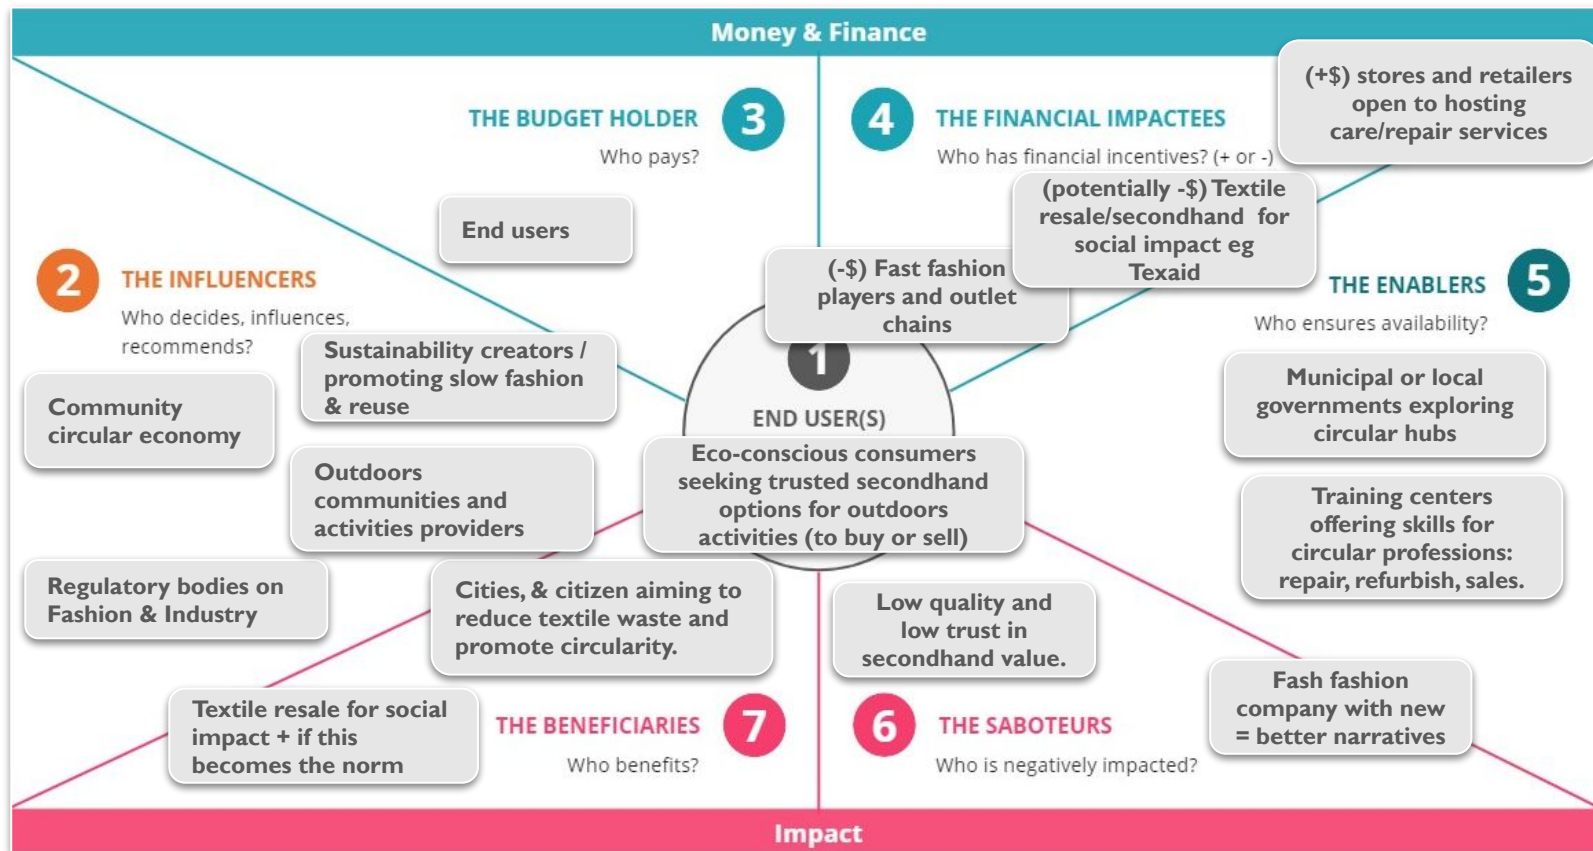 Money & Finance
THE BUDGET HOLDER
3
Who pays?
End users
4
THE FINANCIAL IMPACTEES
Who has financial incentives? (+ or -)
(+$) stores and retailers
open to hosting
care/repair services
(potentially -$) Textile
resale/secondhand for
social impact eg
Texaid
(-$) Fast fashion
players and outlet
chains
2
THE INFLUENCERS
Who decides, influences,
recommends?
Sustainability creators /
promoting slow fashion
& reuse
Community
circular economy
Outdoors
communities and
activities providers
Regulatory bodies on
Fashion & Industry
1
END USER(S)
Eco-conscious consumers
seeking trusted secondhand
options for outdoors
activities (to buy or sell)
THE ENABLERS
5
Who ensures availability?
Municipal or local
governments exploring
circular hubs
Training centers
offering skills for
circular professions:
repair, refurbish, sales.
Cities, & citizen aiming to
reduce textile waste and
promote circularity.
Textile resale for social
impact + if this
becomes the norm
THE BENEFICIARIES
7
Who benefits?
Low quality and
low trust in
secondhand value.
6
THE SABOTEURS
Who is negatively impacted?
Fash fashion
company with new
= better narratives
Impact